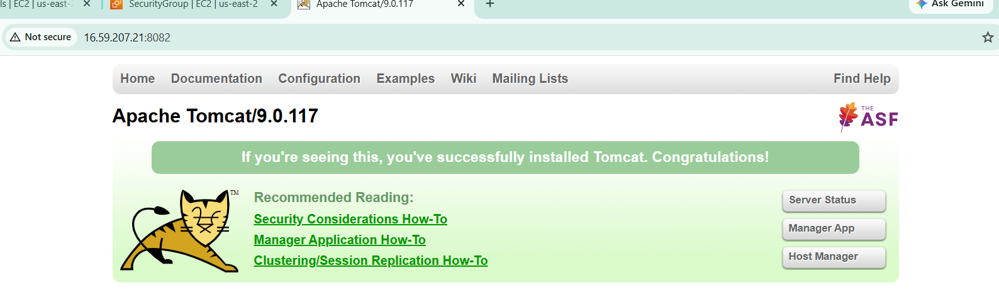 ls | EC2 | us-east-2
SecurityGroup | EC2 | us-east-2
Apache Tomcat/9.0.117
Ask Gemini
Not secure
16.59.207.21:8082
Home Documentation Configuration Examples Wiki Mailing Lists Find Help
Apache Tomcat/9.0.117
THE
ASF
If you're seeing this, you've successfully installed Tomcat. Congratulations!
TM
Recommended Reading:
Security Considerations How-To
Manager Application How-To
Clustering/Session Replication How-To
Server Status
Manager App
Host Manager